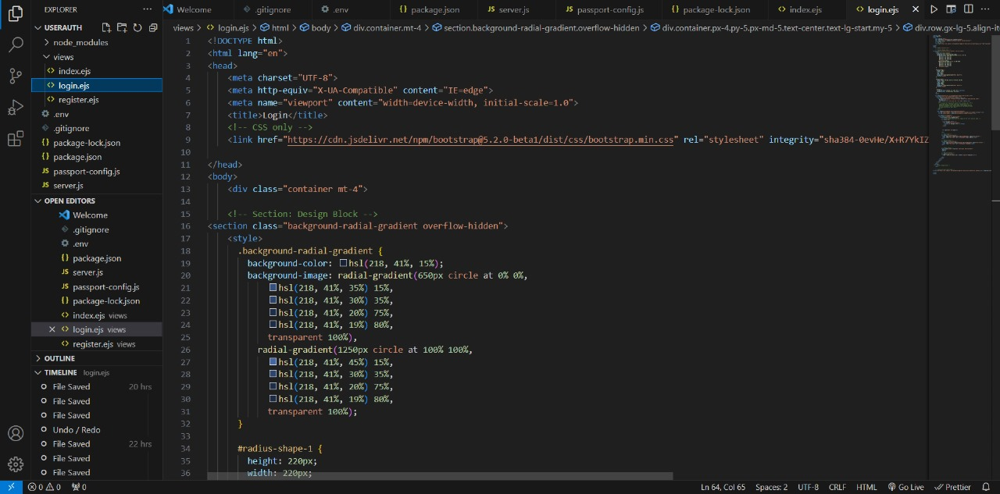 EXPLORER
USERAUTH
node_modules
views
index.ejs
login.ejs
register.ejs
.env
.gitignore
package-lock.json
package.json
passport-config.js
server.js
OPEN EDITORS
Welcome
.gitignore
.env
package.json
server.js
passport-config.js
package-lock.json
index.ejs views
login.ejs views
register.ejs views
OUTLINE
TIMELINE login.ejs
File Saved 20 hrs
File Saved
File Saved
Undo / Redo
File Saved 22 hrs
File Saved
File Saved
Welcome .gitignore .env package.json server.js passport-config.js package-lock.json index.ejs login.ejs
views > login.ejs > html > body > div.container.mt-4 > section.background-radial-gradient.overflow-hidden > div.container.px-4.py-5.px-md-5.text-center.text-lg-start.my-5 > div.row.gx-lg-5.align-ite
1 <!DOCTYPE html>
2 <html lang="en">
3 <head>
4 <meta charset="UTF-8">
5 <meta http-equiv="X-UA-Compatible" content="IE=edge">
6 <meta name="viewport" content="width=device-width, initial-scale=1.0">
7 <title>Login</title>
8 <!-- CSS only -->
9 <link href="https://cdn.jsdelivr.net/npm/bootstrap@5.2.0-beta1/dist/css/bootstrap.min.css" rel="stylesheet" integrity="sha384-0evHe/X+R7YkIZ
10
11 </head>
12 <body>
13 <div class="container mt-4">
14
15 <!-- Section: Design Block -->
16 <section class="background-radial-gradient overflow-hidden">
17 <style>
18 .background-radial-gradient {
19 background-color: hsl(218, 41%, 15%);
20 background-image: radial-gradient(650px circle at 0% 0%,
21 hsl(218, 41%, 35%) 15%,
22 hsl(218, 41%, 30%) 35%,
23 hsl(218, 41%, 20%) 75%,
24 hsl(218, 41%, 19%) 80%,
25 transparent 100%),
26 radial-gradient(1250px circle at 100% 100%,
27 hsl(218, 41%, 45%) 15%,
28 hsl(218, 41%, 30%) 35%,
29 hsl(218, 41%, 20%) 75%,
30 hsl(218, 41%, 19%) 80%,
31 transparent 100%);
32 }
33
34 #radius-shape-1 {
35 height: 220px;
36 width: 220px;
0 0 0 Ln 64, Col 65 Spaces: 2 UTF-8 CRLF HTML Go Live Prettier